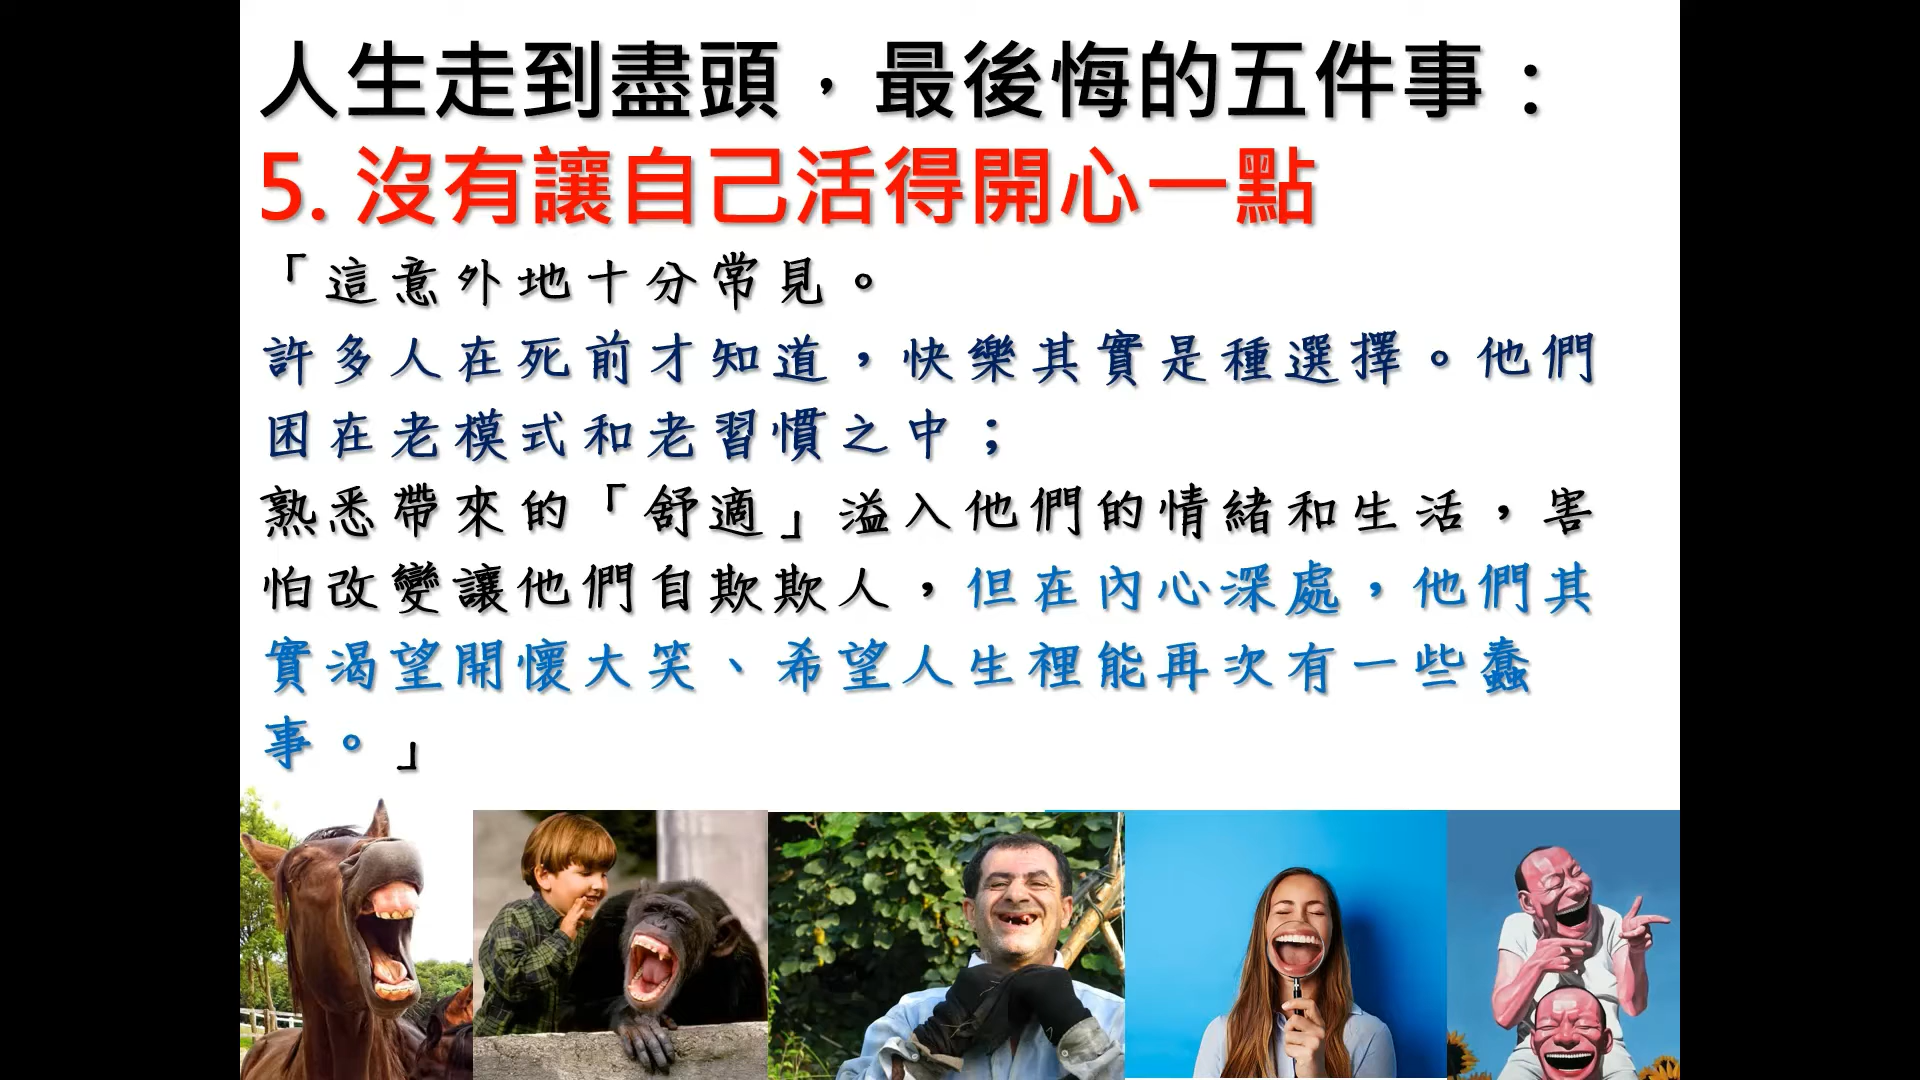 人生走到盡頭，最後悔的五件事：
5. 沒有讓自己活得開心一點
「這意外地十分常見。
許多人在死前才知道，快樂其實是種選擇。他們
困在老模式和老習慣之中；
熟悉帶來的「舒適」溢入他們的情緒和生活，害
怕改變讓他們自欺欺人，但在內心深處，他們其
實渴望開懷大笑、希望人生裡能再次有一些蠢
事。」